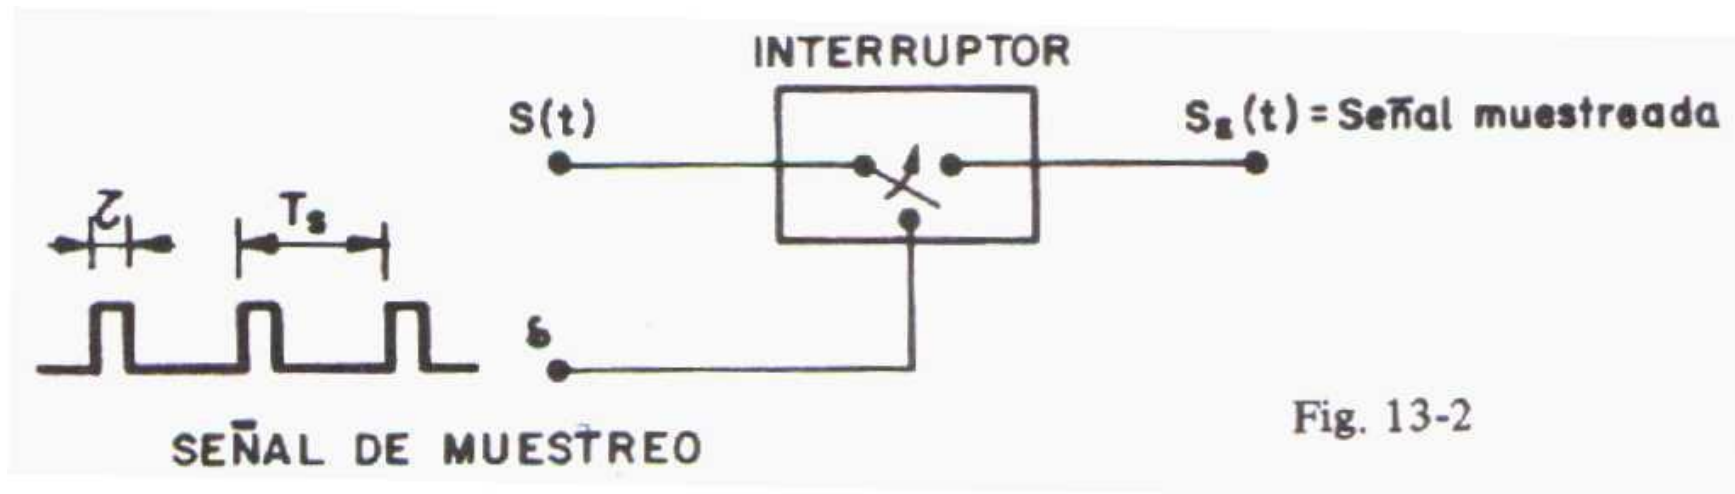 INTERRUPTOR
S(t)
Ss(t) = Señal muestreada
τ
Ts
δ
SEÑAL DE MUESTREO
Fig. 13-2